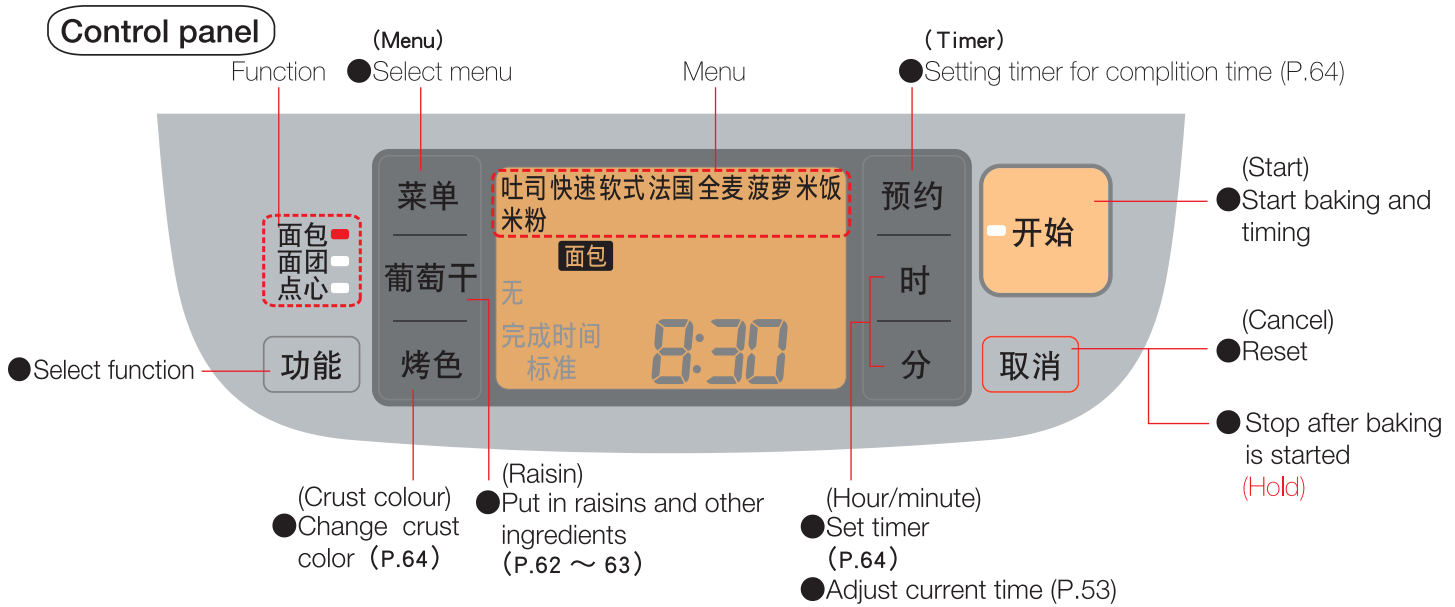 Control panel
(Menu)
(Timer)
Function
●Select menu
Menu
●Setting timer for complition time (P.64)
菜单
吐司 快速 软式 法国 全麦 菠萝 米饭
米粉
预约
(Start)
●Start baking and
timing
开始
面包
面团
点心
面包
葡萄干
无
时
完成时间
8:30
标准
(Cancel)
●Reset
●Select function
功能
烤色
分
取消
●Stop after baking
is started
(Hold)
(Crust colour)
●Change crust
color (P.64)
(Raisin)
●Put in raisins and other
ingredients
(P.62 ～ 63)
(Hour/minute)
●Set timer
(P.64)
●Adjust current time (P.53)